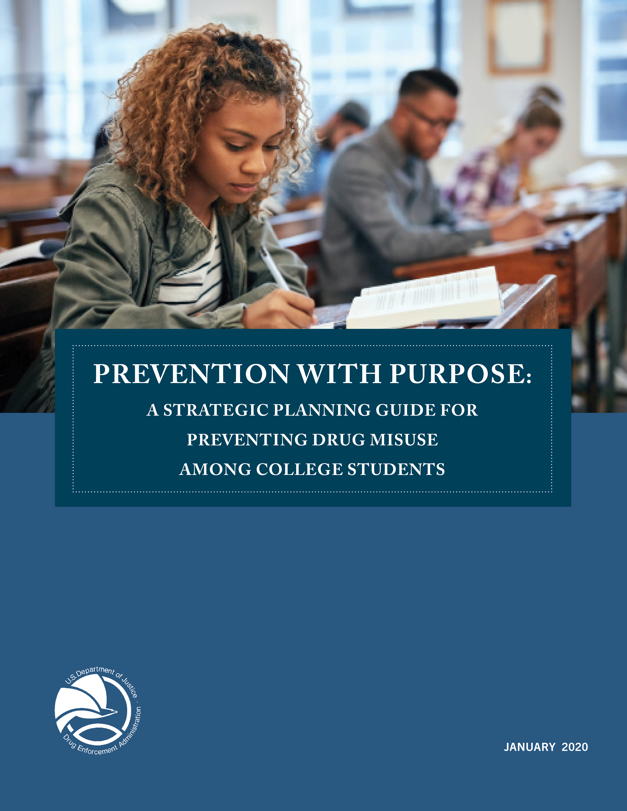 PREVENTION WITH PURPOSE:
A STRATEGIC PLANNING GUIDE FOR
PREVENTING DRUG MISUSE
AMONG COLLEGE STUDENTS
U.S. Department of Justice
Drug Enforcement Administration
JANUARY 2020